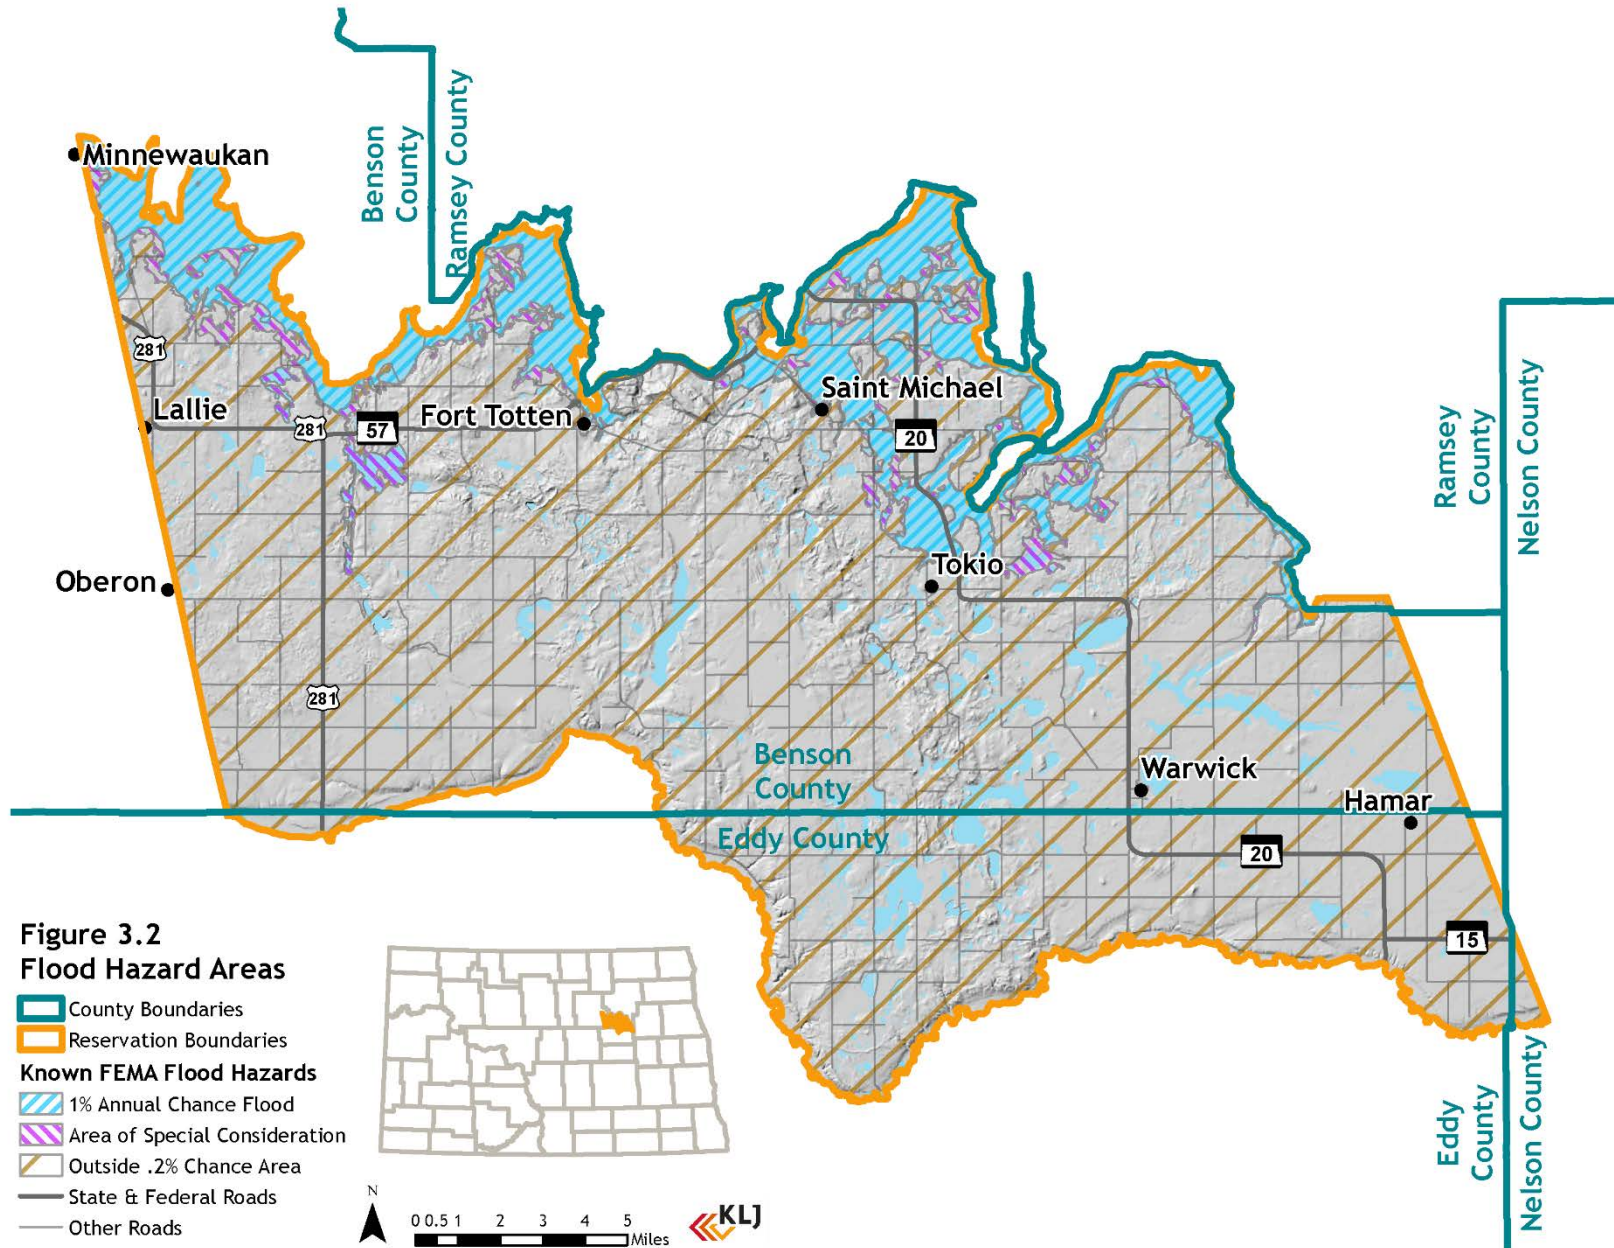 Benson
County
Ramsey County
Minnewaukan
281
Lallie
281
57
Fort Totten
Saint Michael
20
Ramsey
County
Nelson County
Oberon
Tokio
281
Benson
County
Warwick
Hamar
Eddy County
20
15
Figure 3.2
Flood Hazard Areas
County Boundaries
Reservation Boundaries
Known FEMA Flood Hazards
1% Annual Chance Flood
Area of Special Consideration
Outside .2% Chance Area
State & Federal Roads
Other Roads
N
0 0.5 1 2 3 4 5
Miles
KLJ
Eddy
County
Nelson County